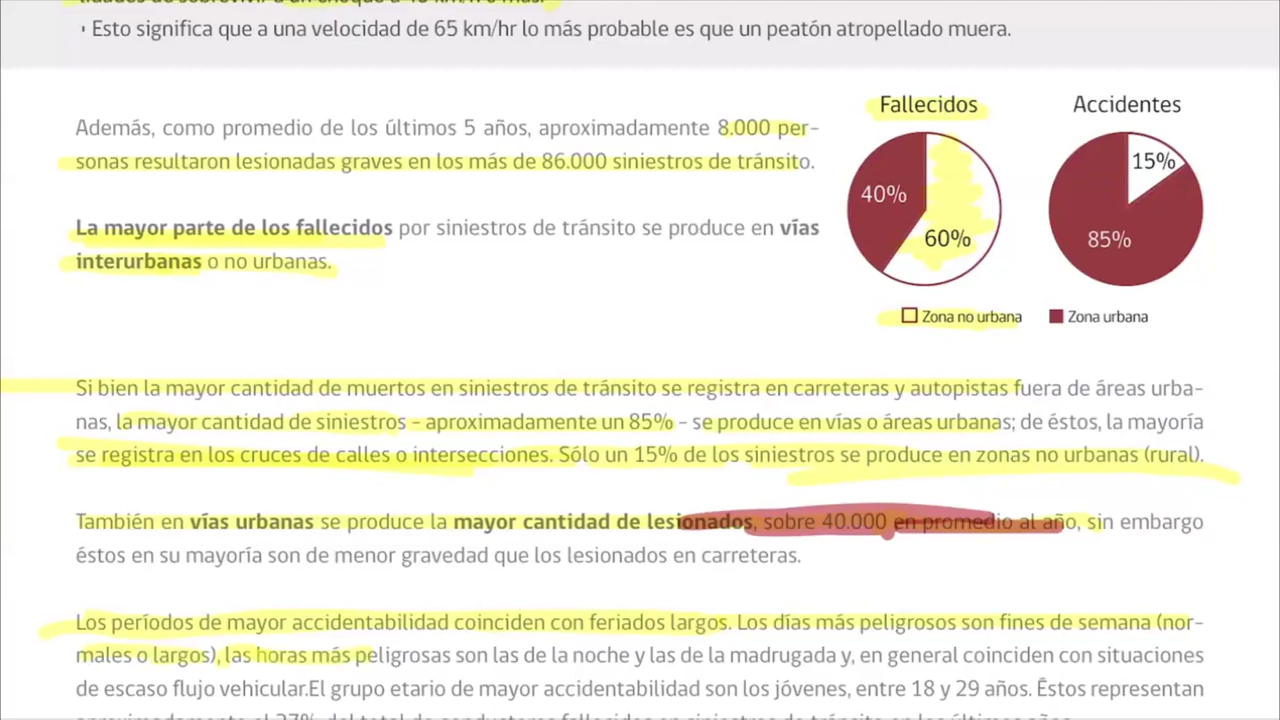 lidades de sobrevivir a un choque a 45 km/hr o más.
· Esto significa que a una velocidad de 65 km/hr lo más probable es que un peatón atropellado muera.
Fallecidos
Accidentes
Además, como promedio de los últimos 5 años, aproximadamente 8.000 per-
sonas resultaron lesionadas graves en los más de 86.000 siniestros de tránsito.
La mayor parte de los fallecidos por siniestros de tránsito se produce en vías
interurbanas o no urbanas.
40%
60%
15%
85%
Zona no urbana
Zona urbana
Si bien la mayor cantidad de muertos en siniestros de tránsito se registra en carreteras y autopistas fuera de áreas urba-
nas, la mayor cantidad de siniestros – aproximadamente un 85% – se produce en vías o áreas urbanas; de éstos, la mayoría
se registra en los cruces de calles o intersecciones. Sólo un 15% de los siniestros se produce en zonas no urbanas (rural).
También en vías urbanas se produce la mayor cantidad de lesionados, sobre 40.000 en promedio al año, sin embargo
éstos en su mayoría son de menor gravedad que los lesionados en carreteras.
Los períodos de mayor accidentabilidad coinciden con feriados largos. Los días más peligrosos son fines de semana (nor-
males o largos), las horas más peligrosas son las de la noche y las de la madrugada y, en general coinciden con situaciones
de escaso flujo vehicular.El grupo etario de mayor accidentabilidad son los jóvenes, entre 18 y 29 años. Éstos representan